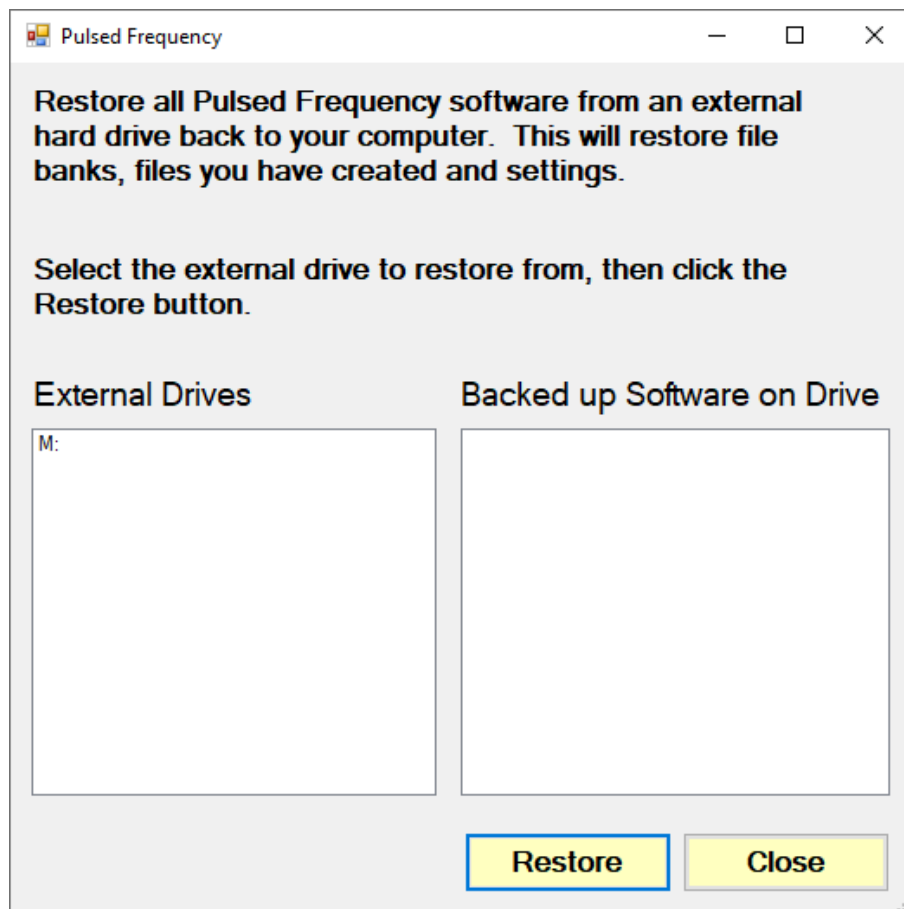 Pulsed Frequency
Restore all Pulsed Frequency software from an external
hard drive back to your computer.  This will restore file
banks, files you have created and settings.
Select the external drive to restore from, then click the
Restore button.
External Drives
Backed up Software on Drive
M:
Restore
Close